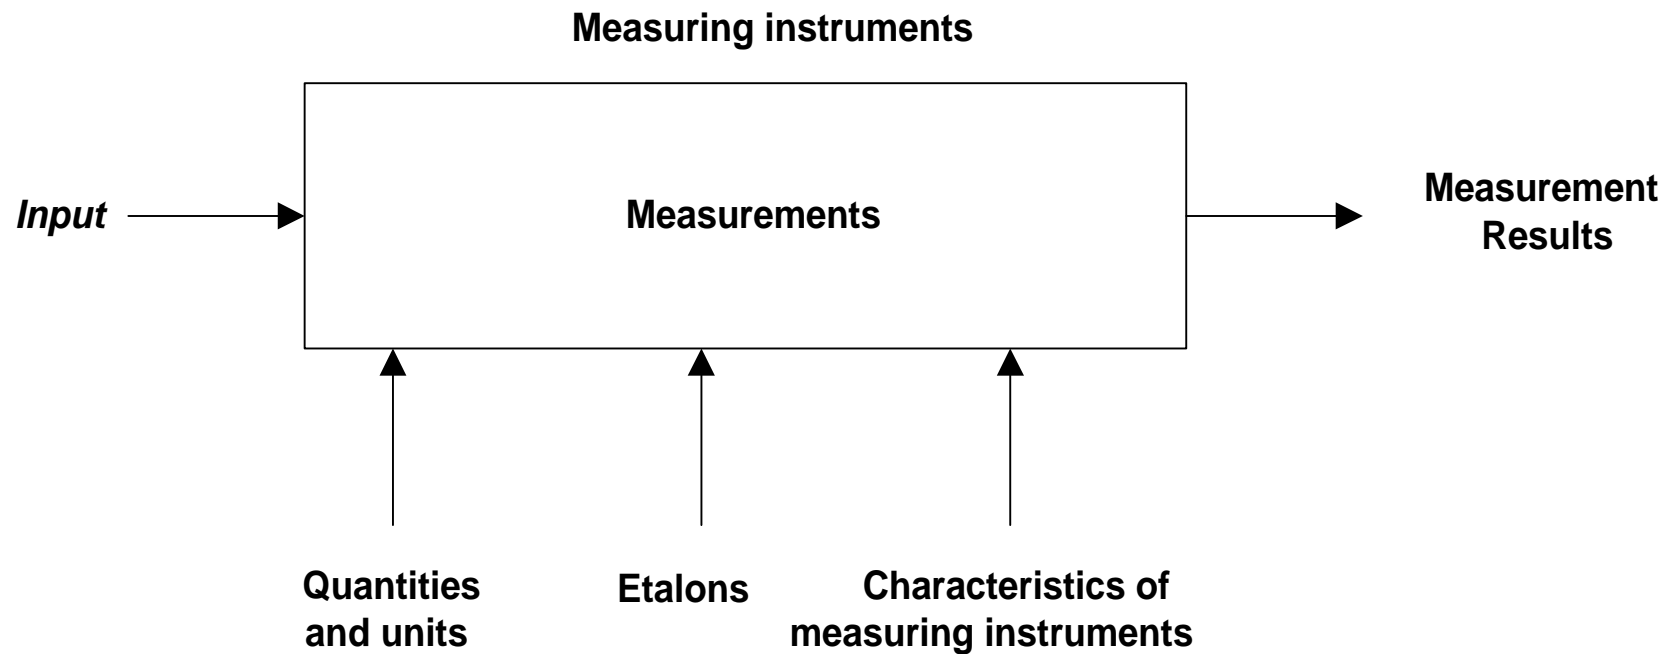 Measuring instruments
Input
Measurements
Measurement
Results
Quantities
and units
Etalons
Characteristics of
measuring instruments